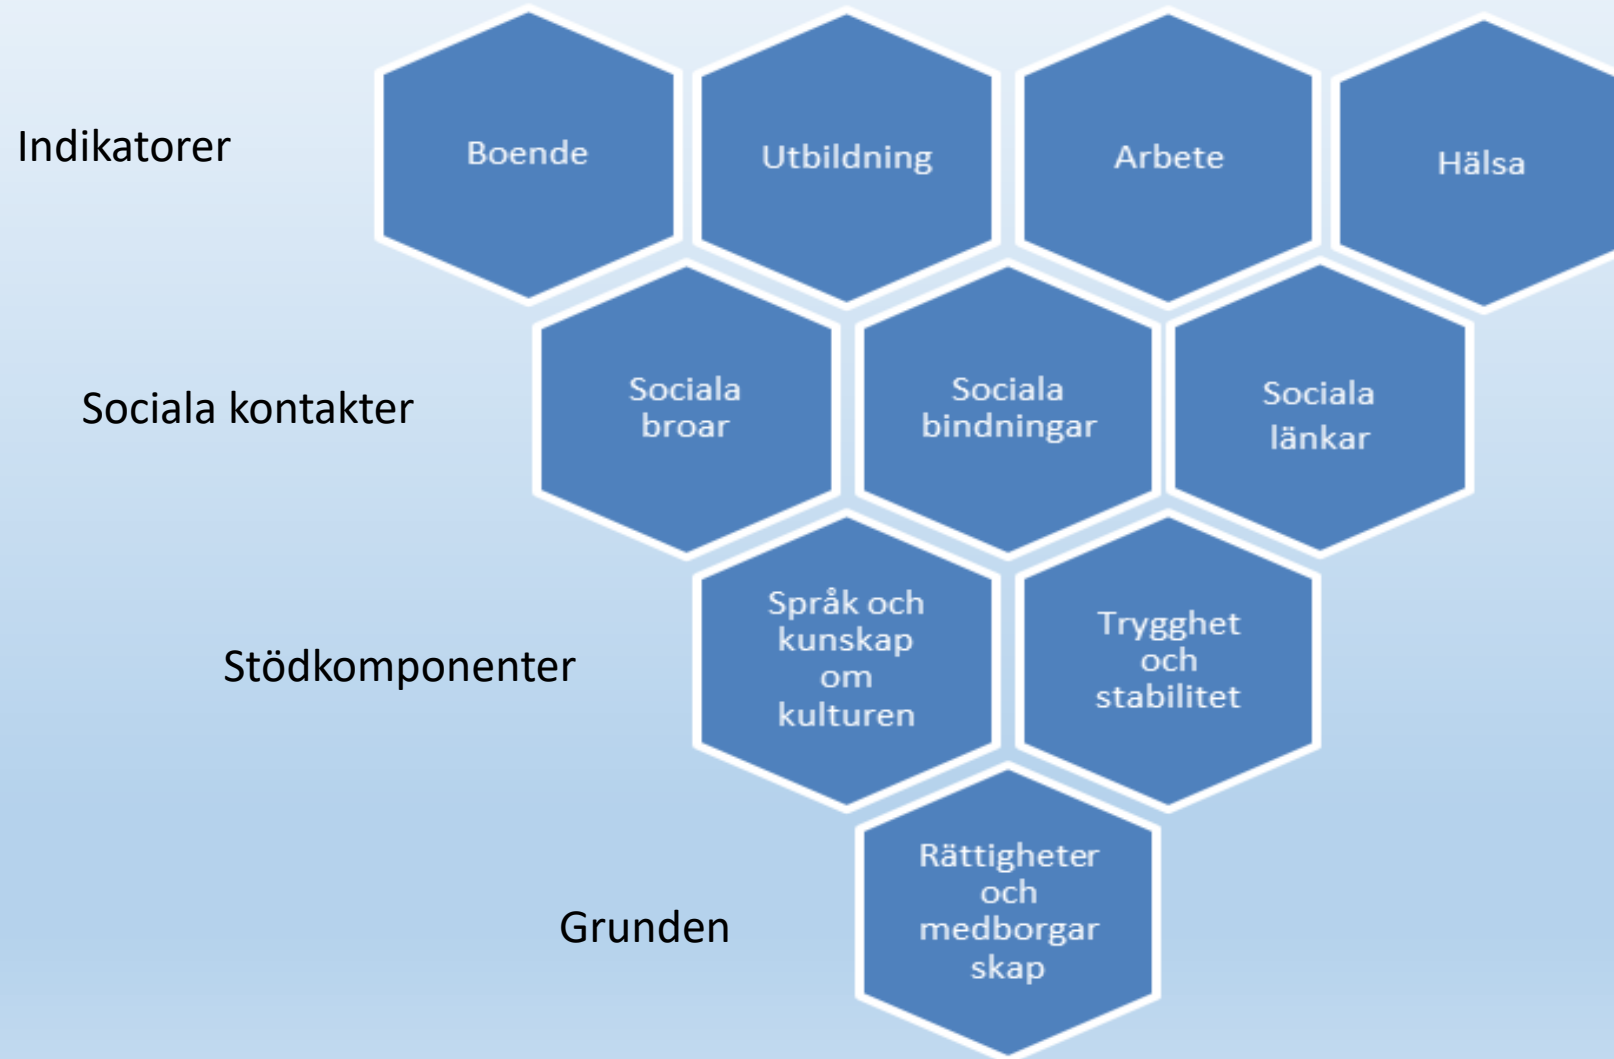 Indikatorer
Boende
Utbildning
Arbete
Hälsa
Sociala kontakter
Sociala
broar
Sociala
bindningar
Sociala
länkar
Stödkomponenter
Språk och
kunskap
om
kulturen
Trygghet
och
stabilitet
Grunden
Rättigheter
och
medborgar
skap